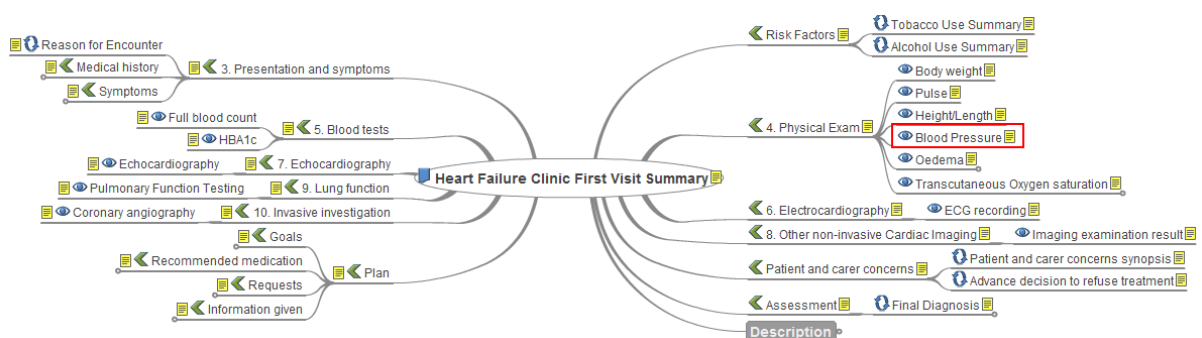 Heart Failure Clinic First Visit Summary
3. Presentation and symptoms
Reason for Encounter
Medical history
Symptoms
5. Blood tests
Full blood count
HBA1c
7. Echocardiography
Echocardiography
9. Lung function
Pulmonary Function Testing
10. Invasive investigation
Coronary angiography
Plan
Goals
Recommended medication
Requests
Information given
Risk Factors
Tobacco Use Summary
Alcohol Use Summary
4. Physical Exam
Body weight
Pulse
Height/Length
Blood Pressure
Oedema
Transcutaneous Oxygen saturation
6. Electrocardiography
ECG recording
8. Other non-invasive Cardiac Imaging
Imaging examination result
Patient and carer concerns
Patient and carer concerns synopsis
Advance decision to refuse treatment
Assessment
Final Diagnosis
Description